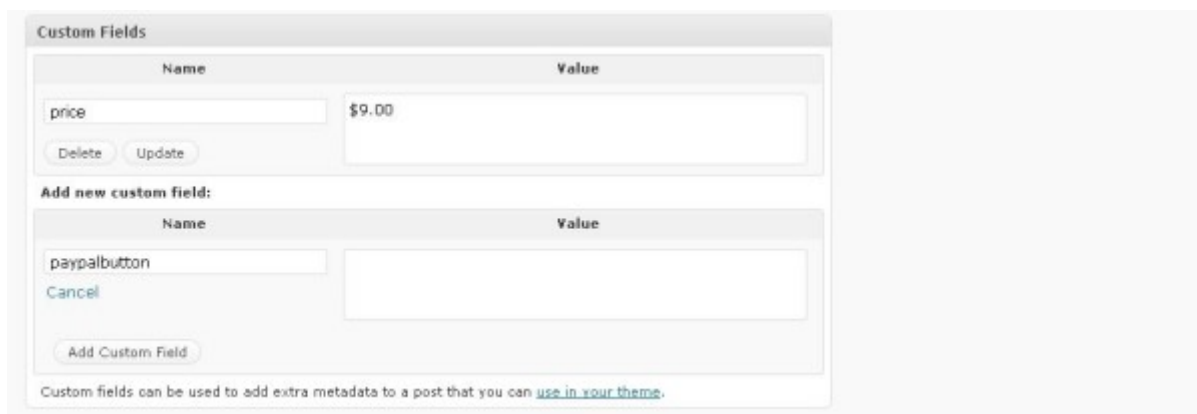 Custom Fields
Name Value
price $9.00
Delete Update
Add new custom field:
Name Value
paypalbutton
Cancel
Add Custom Field
Custom fields can be used to add extra metadata to a post that you can use in your theme.